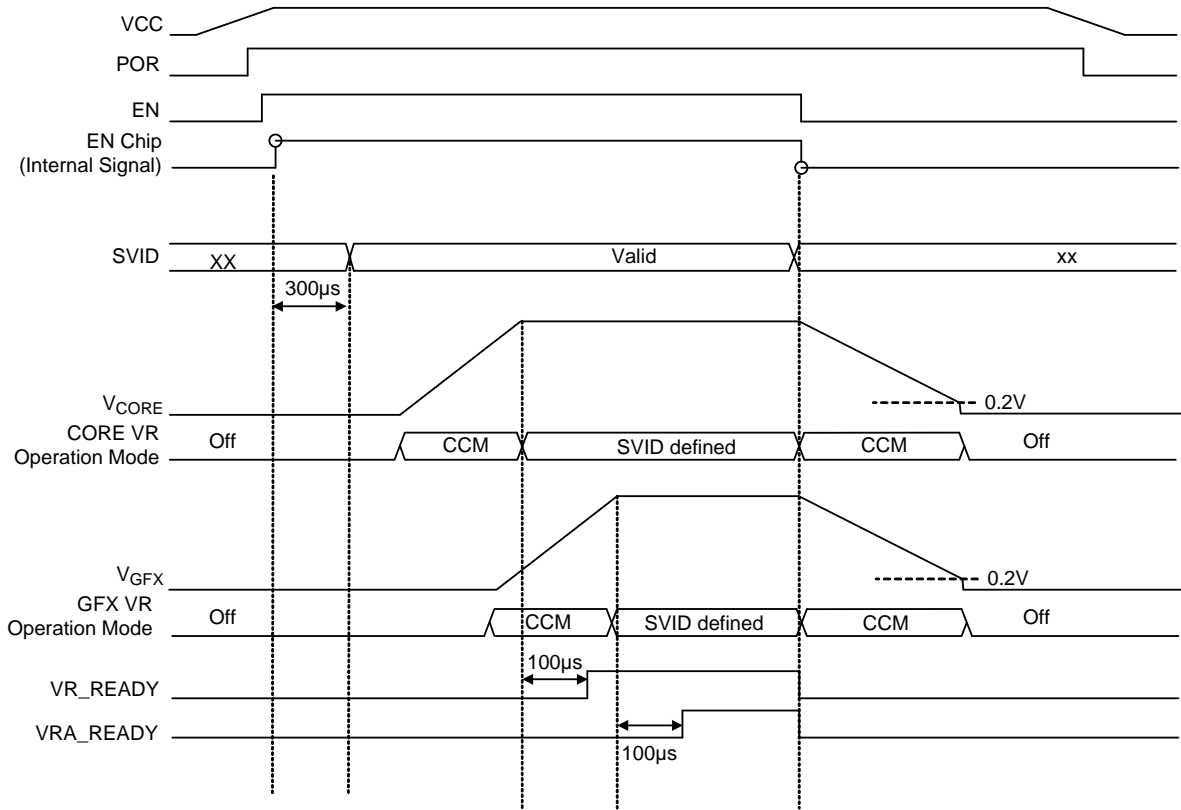 VCC
POR
EN
EN Chip
(Internal Signal)
SVID
XX
Valid
xx
300µs
VCORE
0.2V
CORE VR
Operation Mode
Off
CCM
SVID defined
CCM
Off
VGFX
0.2V
GFX VR
Operation Mode
Off
CCM
SVID defined
CCM
Off
100µs
VR_READY
VRA_READY
100µs